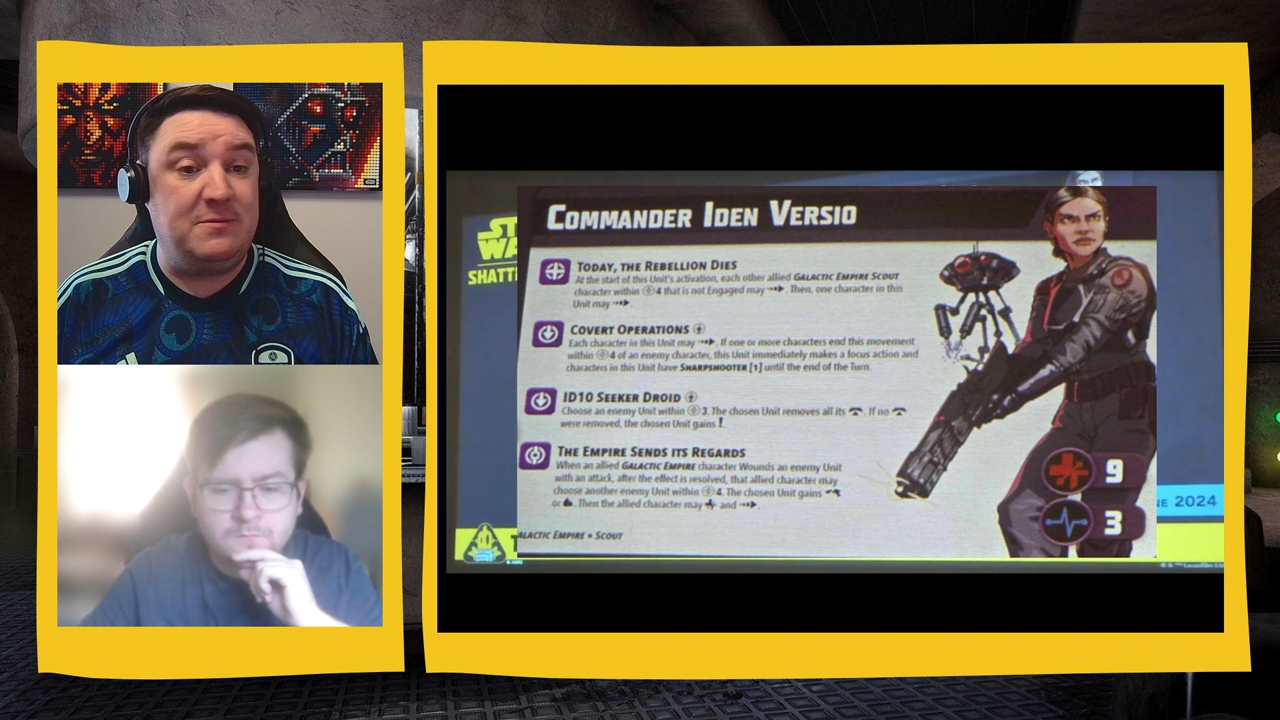 COMMANDER IDEN VERSIO
TODAY, THE REBELLION DIES
At the start of this Unit's activation, each other allied GALACTIC EMPIRE SCOUT
character within 4 that is not Engaged may . Then, one character in this
Unit may .
COVERT OPERATIONS
Each character in this Unit may . If one or more characters end this movement
within 4 of an enemy character, this Unit immediately makes a focus action and
characters in this Unit have SHARPSHOOTER [1] until the end of the Turn.
ID10 SEEKER DROID
Choose an enemy Unit within 3. The chosen Unit removes all its . If no
were removed, the chosen Unit gains .
THE EMPIRE SENDS ITS REGARDS
When an allied GALACTIC EMPIRE character Wounds an enemy Unit
with an attack, after the effect is resolved, that allied character may
choose another enemy Unit within 4. The chosen Unit gains
or . Then the allied character may and .
9
3
ALACTIC EMPIRE • SCOUT
ST
WA
SHATT
NE 2024